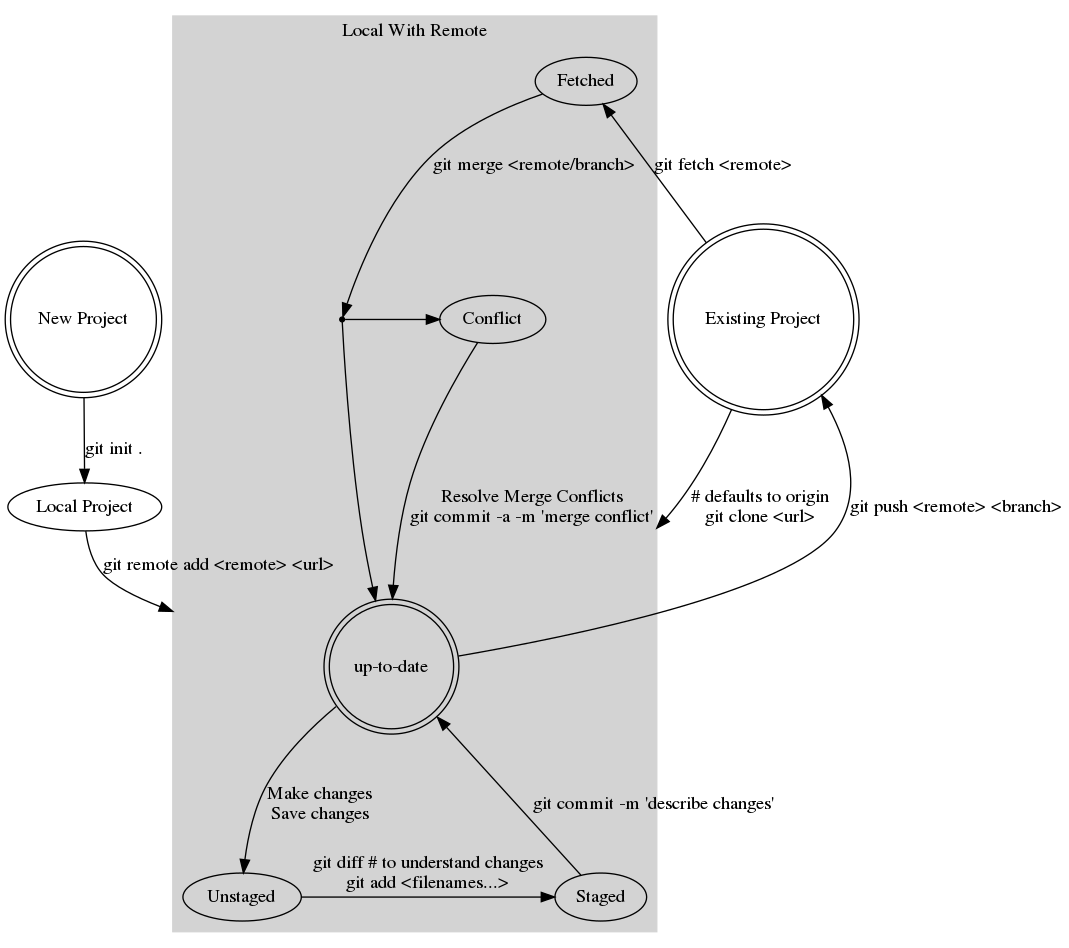 Local With Remote
Fetched
git merge <remote/branch>
git fetch <remote>
New Project
Conflict
Existing Project
git init .
Local Project
Resolve Merge Conflicts
git commit -a -m 'merge conflict'
# defaults to origin
git clone <url>
git push <remote> <branch>
git remote add <remote> <url>
up-to-date
Make changes
Save changes
git commit -m 'describe changes'
git diff # to understand changes
git add <filenames...>
Unstaged
Staged